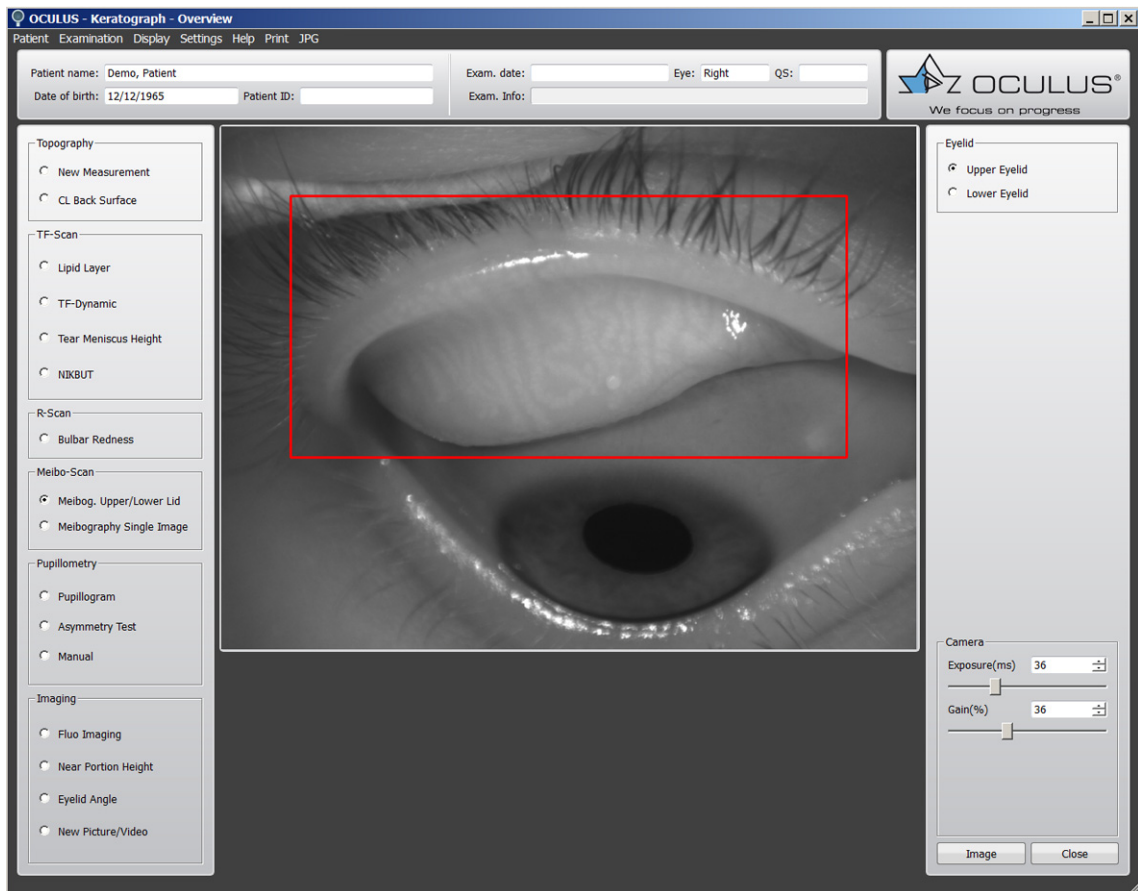 OCULUS - Keratograph - Overview
Patient Examination Display Settings Help Print JPG
Patient name: Demo, Patient
Date of birth: 12/12/1965 Patient ID:
Exam. date: Eye: Right QS:
Exam. Info:
OCULUS®
We focus on progress
Topography
New Measurement
CL Back Surface
TF-Scan
Lipid Layer
TF-Dynamic
Tear Meniscus Height
NIKBUT
R-Scan
Bulbar Redness
Meibo-Scan
Meibog. Upper/Lower Lid
Meibography Single Image
Pupillometry
Pupillogram
Asymmetry Test
Manual
Imaging
Fluo Imaging
Near Portion Height
Eyelid Angle
New Picture/Video
Eyelid
Upper Eyelid
Lower Eyelid
Camera
Exposure(ms) 36
Gain(%) 36
Image Close